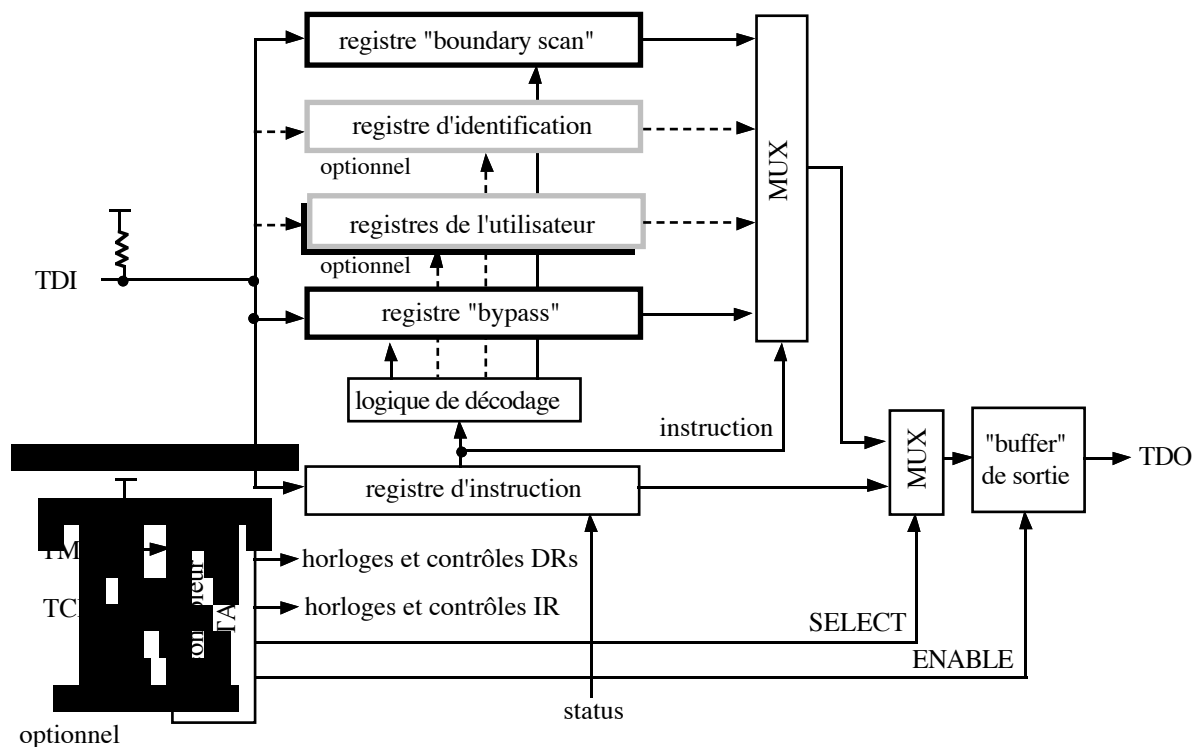 registre "boundary scan"
registre d'identification
optionnel
MUX
registres de l'utilisateur
optionnel
TDI
registre "bypass"
logique de décodage
instruction
MUX
"buffer"
de sortie
TDO
registre d'instruction
horloges et contrôles DRs
horloges et contrôles IR
SELECT
ENABLE
status
optionnel